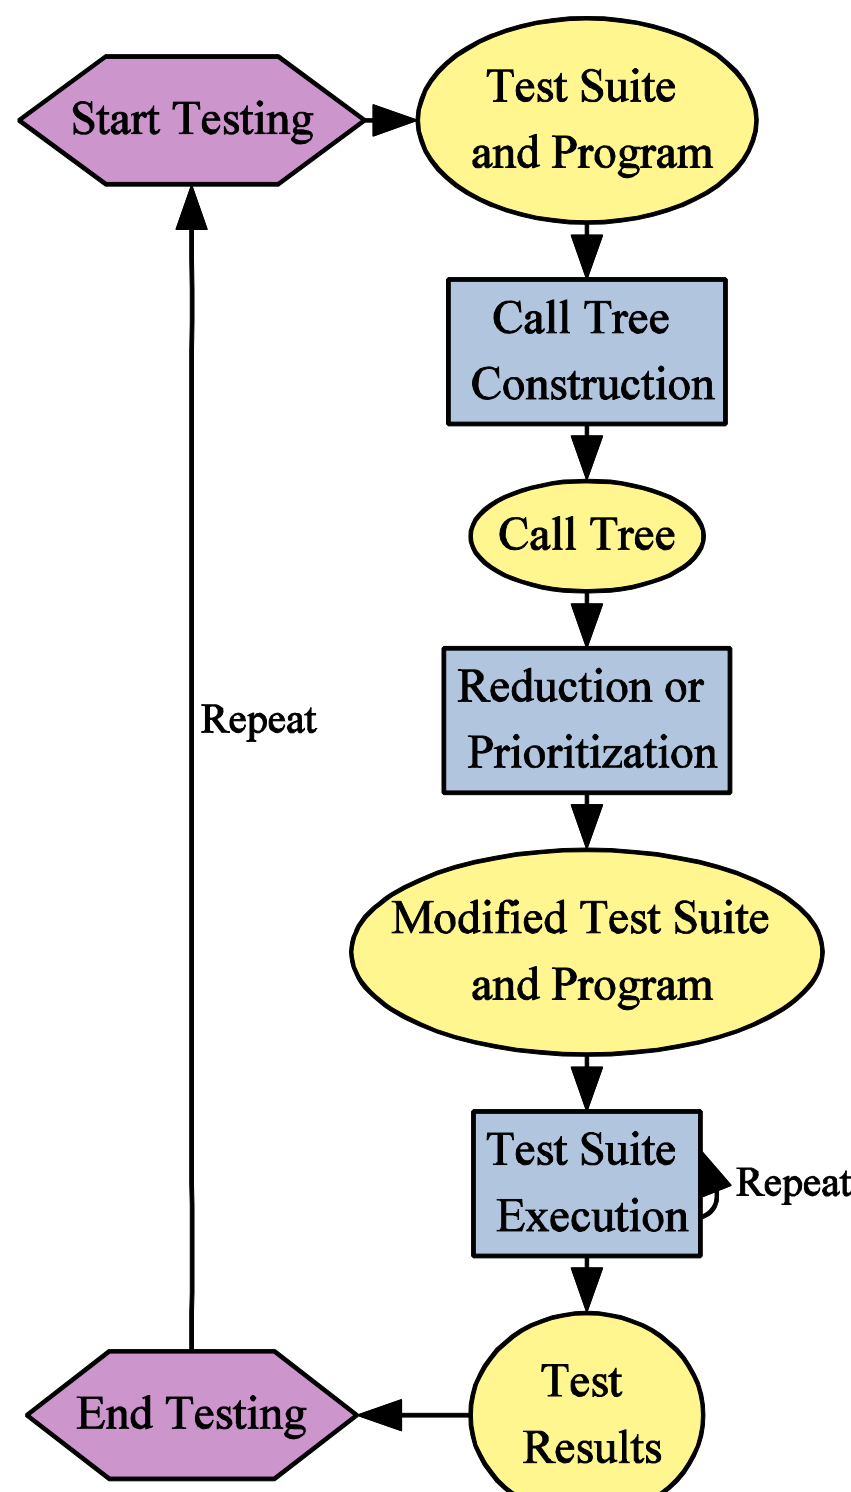 Start Testing
Test Suite
and Program
Call Tree
Construction
Call Tree
Reduction or
Prioritization
Repeat
Modified Test Suite
and Program
Test Suite
Execution
Repeat
Test
Results
End Testing